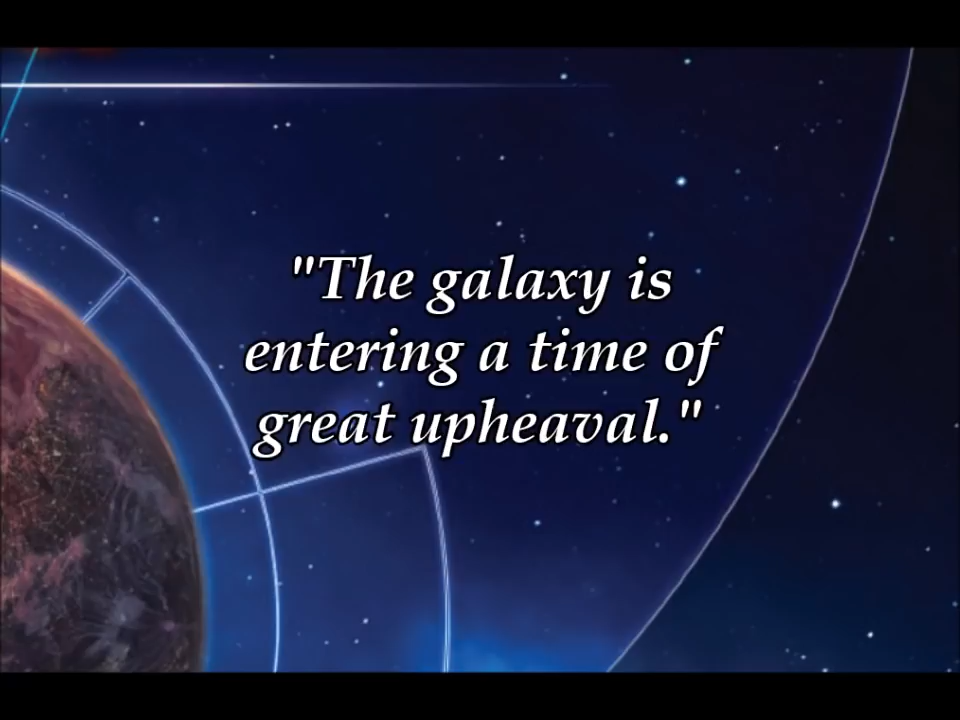 "The galaxy is
entering a time of
great upheaval."